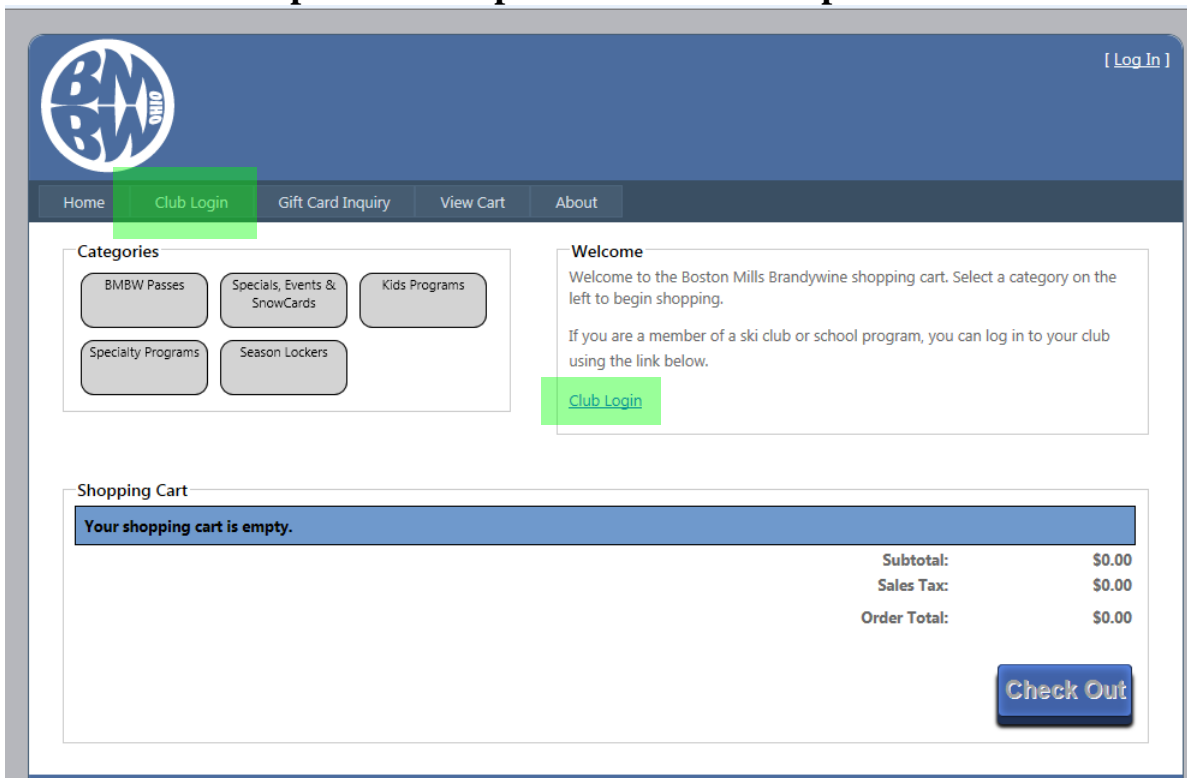 [ Log In ]
BM
BW
OHIO
Home Club Login Gift Card Inquiry View Cart About
Categories
BMBW Passes
Specials, Events &
SnowCards
Kids Programs
Specialty Programs
Season Lockers
Welcome
Welcome to the Boston Mills Brandywine shopping cart. Select a category on the
left to begin shopping.
If you are a member of a ski club or school program, you can log in to your club
using the link below.
Club Login
Shopping Cart
Your shopping cart is empty.
Subtotal: $0.00
Sales Tax: $0.00
Order Total: $0.00
Check Out